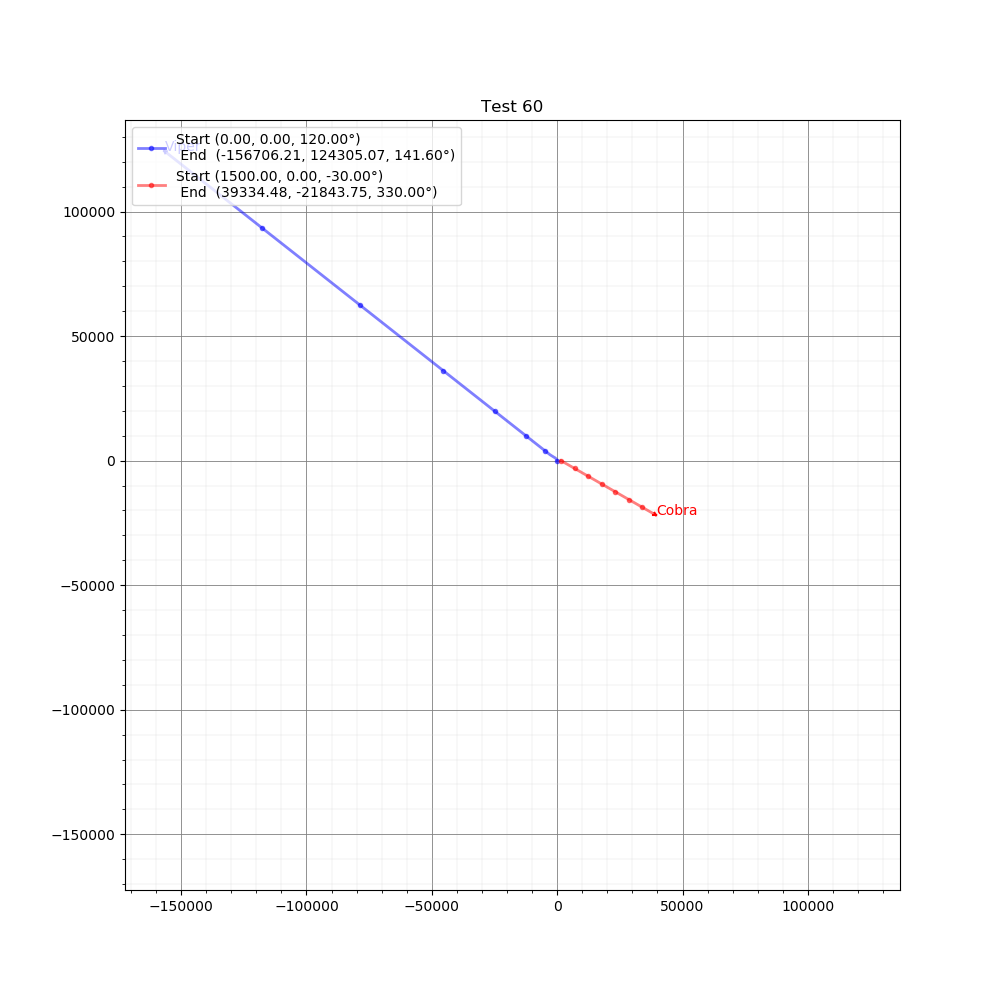 Test 60
Viper
Start (0.00, 0.00, 120.00°)
End (-156706.21, 124305.07, 141.60°)
Start (1500.00, 0.00, -30.00°)
End (39334.48, -21843.75, 330.00°)
100000
50000
0
Cobra
−50000
−100000
−150000
−150000 −100000 −50000 0 50000 100000